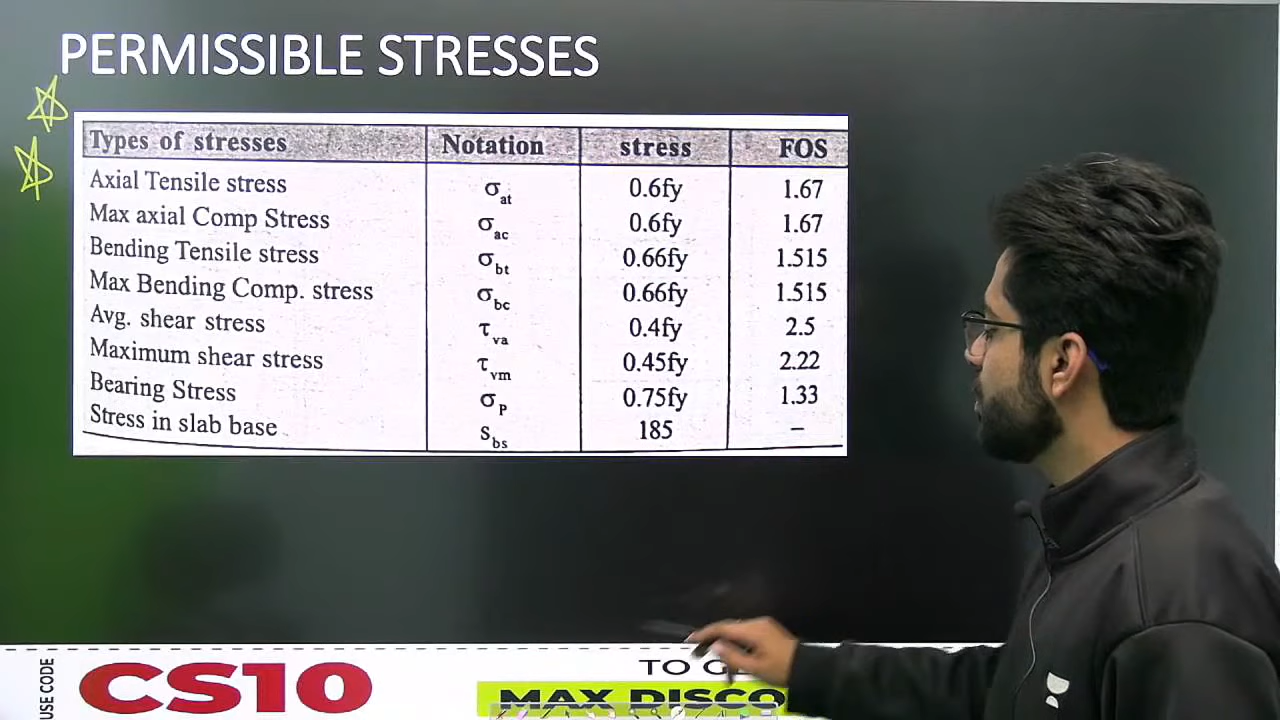 PERMISSIBLE STRESSES
Types of stresses Notation stress FOS
Axial Tensile stress σat 0.6fy 1.67
Max axial Comp Stress σac 0.6fy 1.67
Bending Tensile stress σbt 0.66fy 1.515
Max Bending Comp. stress σbc 0.66fy 1.515
Avg. shear stress τva 0.4fy 2.5
Maximum shear stress τvm 0.45fy 2.22
Bearing Stress σP 0.75fy 1.33
Stress in slab base Sbs 185 –
USE CODE
CS10
TO
MAX